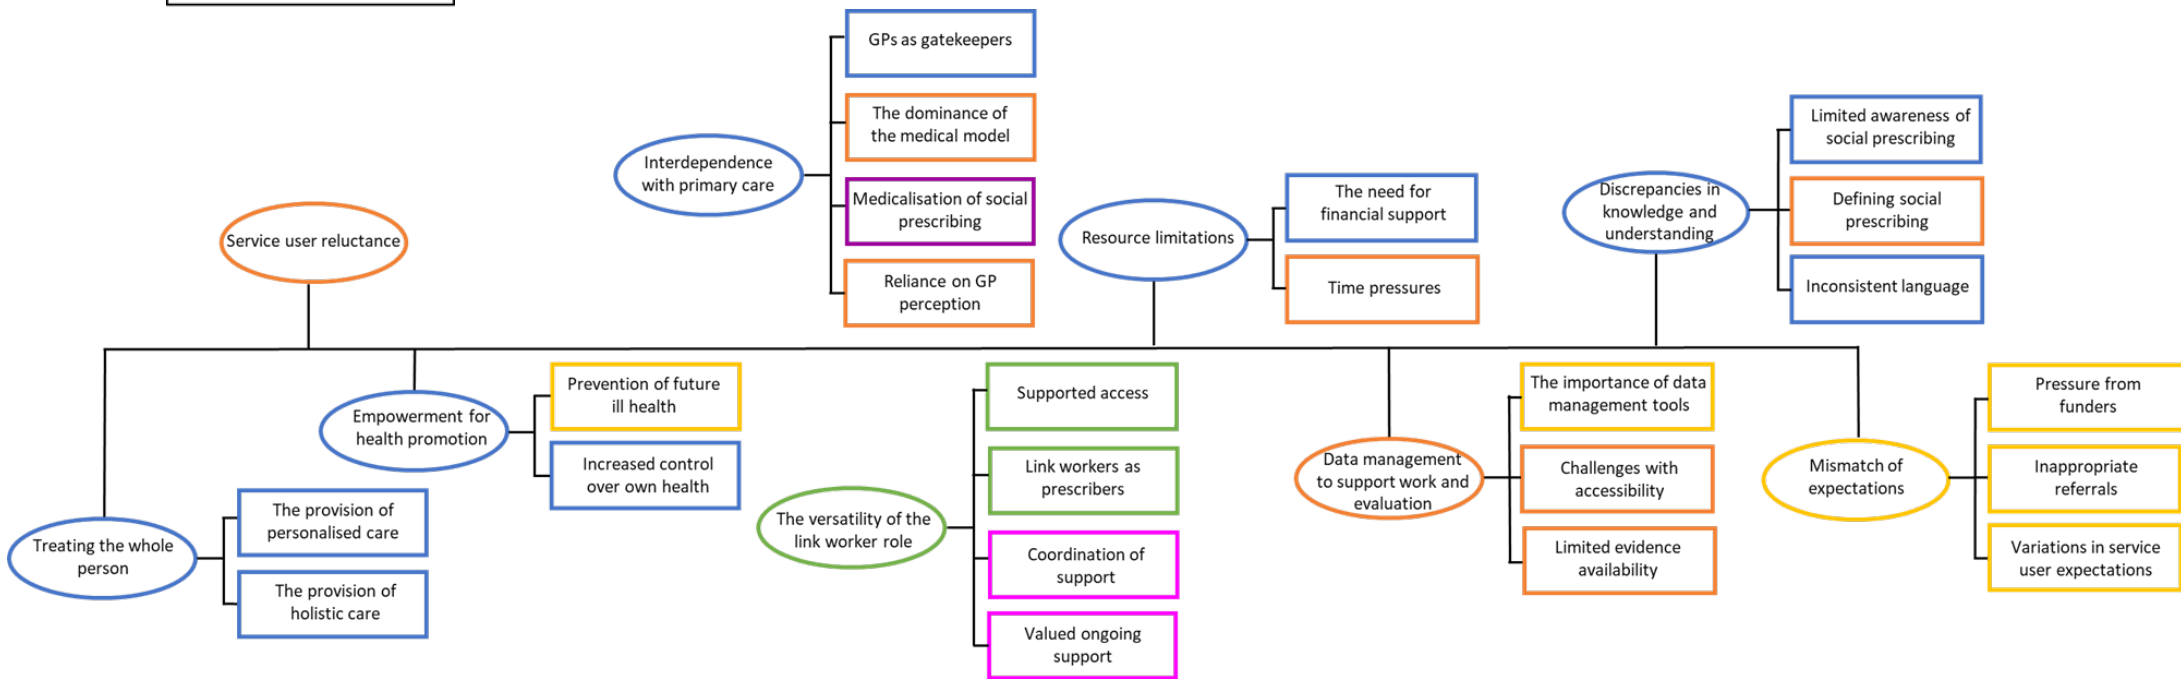 GPs as gatekeepers
The dominance of
the medical model
Interdependence
with primary care
Medicalisation of social
prescribing
Reliance on GP
perception
Service user reluctance
Resource limitations
The need for
financial support
Time pressures
Discrepancies in
knowledge and
understanding
Limited awareness of
social prescribing
Defining social
prescribing
Inconsistent language
Treating the whole
person
The provision of
personalised care
The provision of
holistic care
Empowerment for
health promotion
Prevention of future
ill health
Increased control
over own health
The versatility of the
link worker role
Supported access
Link workers as
prescribers
Coordination of
support
Valued ongoing
support
Data management
to support work and
evaluation
The importance of data
management tools
Challenges with
accessibility
Limited evidence
availability
Mismatch of
expectations
Pressure from
funders
Inappropriate
referrals
Variations in service
user expectations